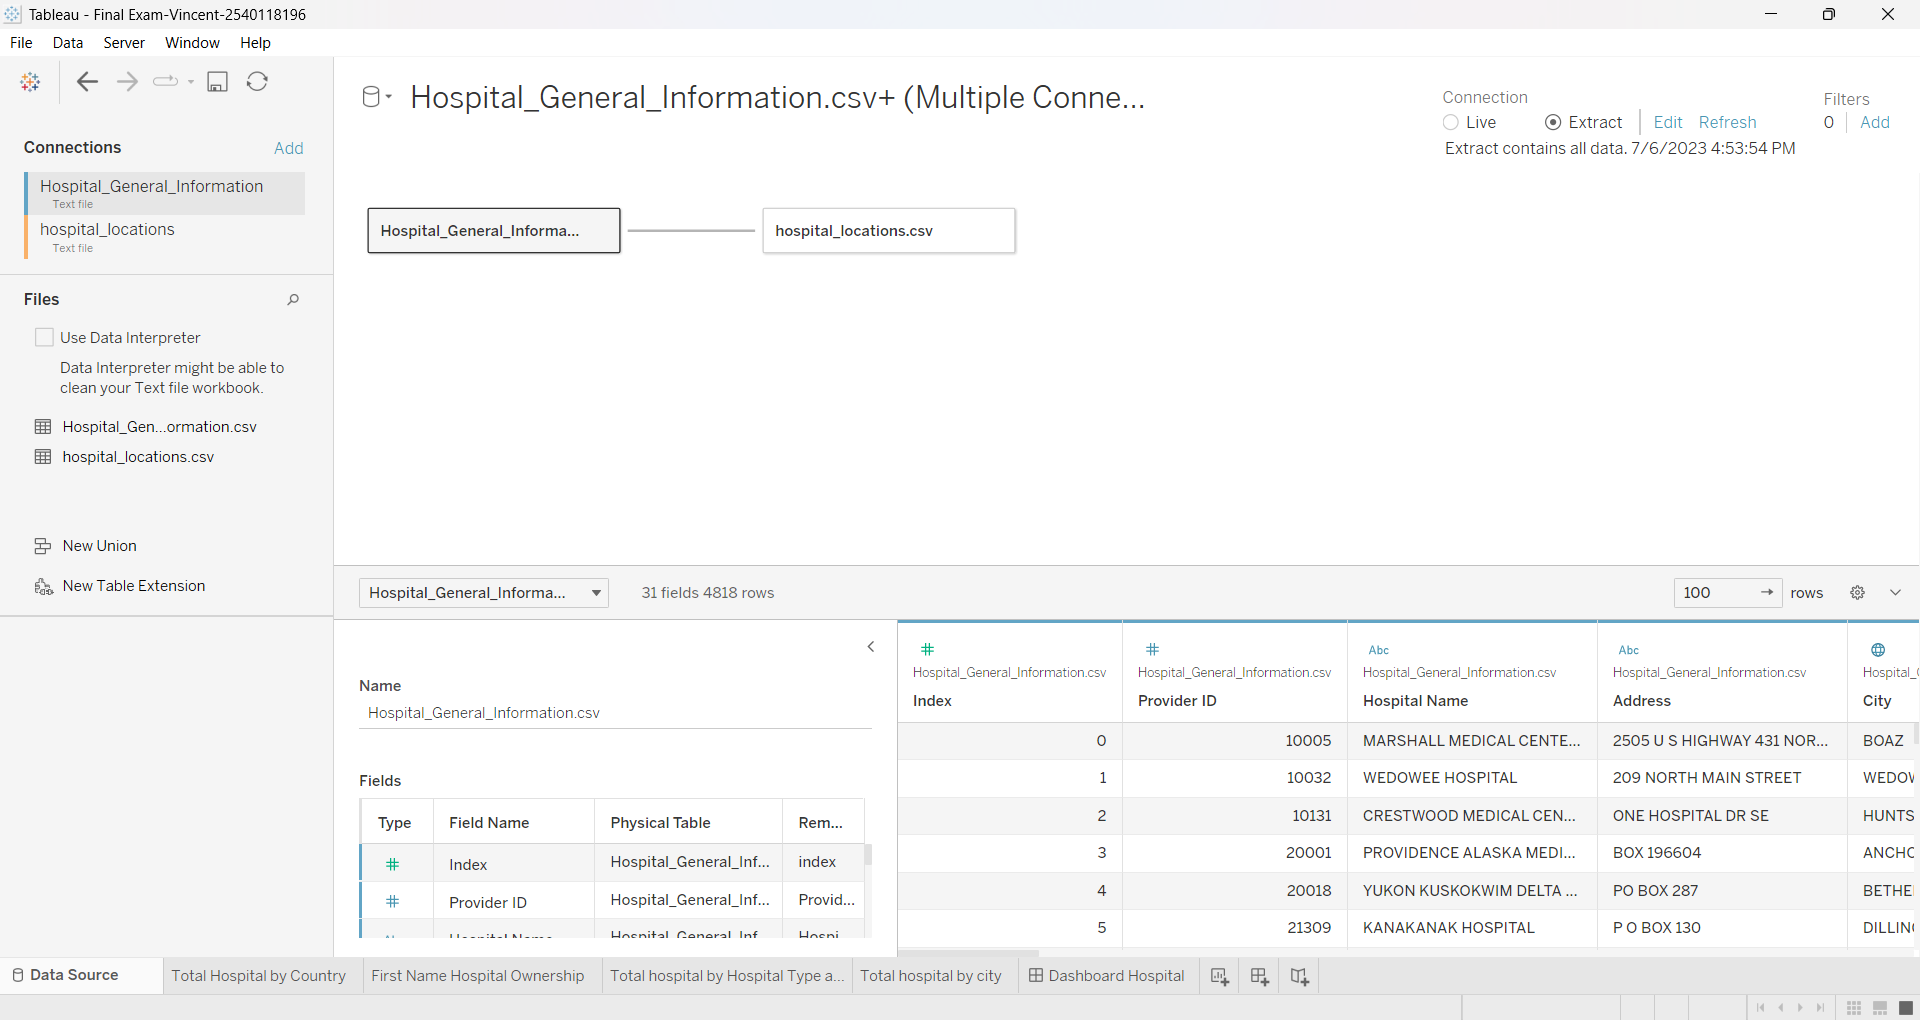 Tableau - Final Exam-Vincent-2540118196
File Data Server Window Help
Connections Add
Hospital_General_Information
Text file
hospital_locations
Text file
Files
Use Data Interpreter
Data Interpreter might be able to
clean your Text file workbook.
Hospital_Gen...ormation.csv
hospital_locations.csv
New Union
New Table Extension
Hospital_General_Information.csv+ (Multiple Conne...
Connection
Live Extract Edit Refresh
Extract contains all data. 7/6/2023 4:53:54 PM
Filters
0 Add
Hospital_General_Informa...
hospital_locations.csv
Hospital_General_Informa... 31 fields 4818 rows
100 rows
Name
Hospital_General_Information.csv
Fields
Type Field Name Physical Table Rem...
Index Hospital_General_Inf... index
Provider ID Hospital_General_Inf... Provid...
Hospital Name Hospital_General_Inf Hospi
Abc Abc
Hospital_General_Information.csv Hospital_General_Information.csv Hospital_General_Information.csv Hospital_General_Information.csv Hospital_
Index Provider ID Hospital Name Address City
0 10005 MARSHALL MEDICAL CENTE... 2505 U S HIGHWAY 431 NOR... BOAZ
1 10032 WEDOWEE HOSPITAL 209 NORTH MAIN STREET WEDOW
2 10131 CRESTWOOD MEDICAL CEN... ONE HOSPITAL DR SE HUNTS
3 20001 PROVIDENCE ALASKA MEDI... BOX 196604 ANCHO
4 20018 YUKON KUSKOKWIM DELTA ... PO BOX 287 BETHE
5 21309 KANAKANAK HOSPITAL P O BOX 130 DILLIN
Data Source Total Hospital by Country First Name Hospital Ownership Total hospital by Hospital Type a... Total hospital by city Dashboard Hospital